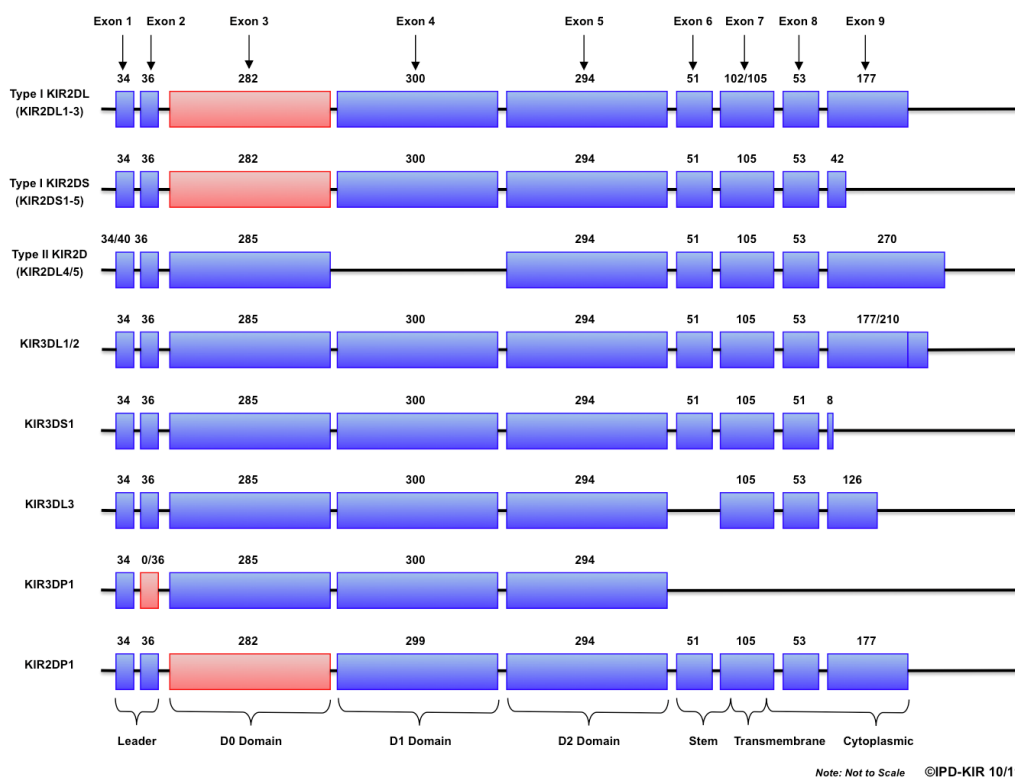 Exon 1 Exon 2 Exon 3 Exon 4 Exon 5 Exon 6 Exon 7 Exon 8 Exon 9
34 36 282 300 294 51 102/105 53 177
Type I KIR2DL
(KIR2DL1-3)
34 36 282 300 294 51 105 53 42
Type I KIR2DS
(KIR2DS1-5)
34/40 36 285 294 51 105 53 270
Type II KIR2D
(KIR2DL4/5)
34 36 285 300 294 51 105 53 177/210
KIR3DL1/2
34 36 285 300 294 51 105 51 8
KIR3DS1
34 36 285 300 294 105 53 126
KIR3DL3
34 0/36 285 300 294
KIR3DP1
34 36 282 299 294 51 105 53 177
KIR2DP1
Leader D0 Domain D1 Domain D2 Domain Stem Transmembrane Cytoplasmic
Note: Not to Scale ©IPD-KIR 10/1